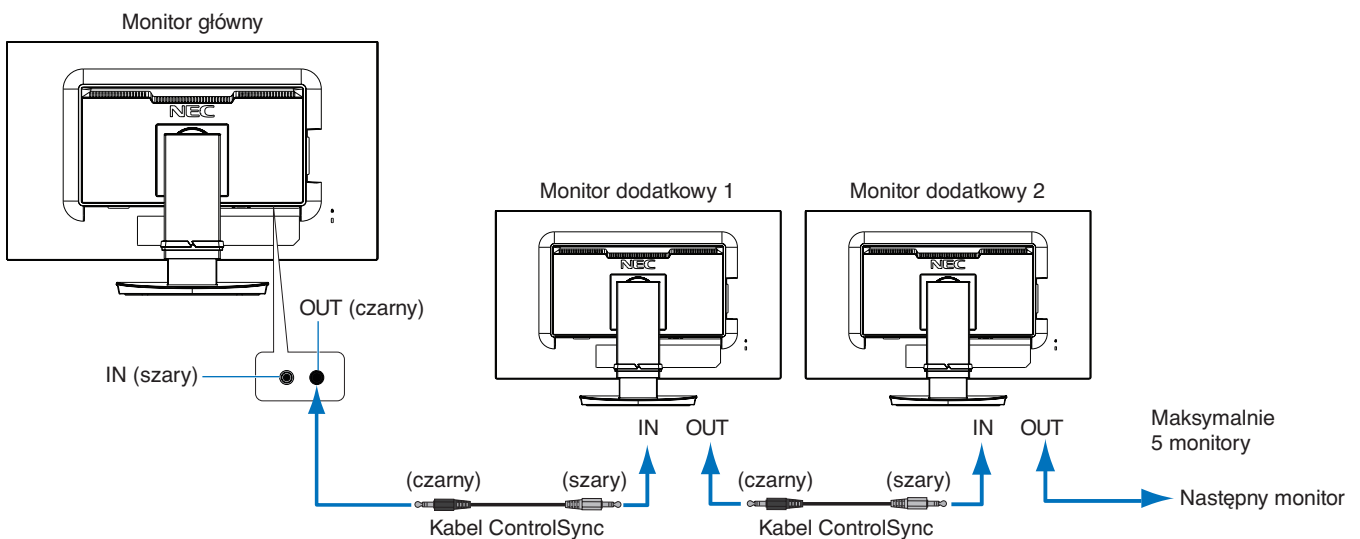 Monitor główny
NEC
Monitor dodatkowy 1
Monitor dodatkowy 2
NEC
NEC
OUT (czarny)
IN (szary)
IN
OUT
IN
OUT
Maksymalnie
5 monitory
(czarny)
(szary)
(czarny)
(szary)
Następny monitor
Kabel ControlSync
Kabel ControlSync